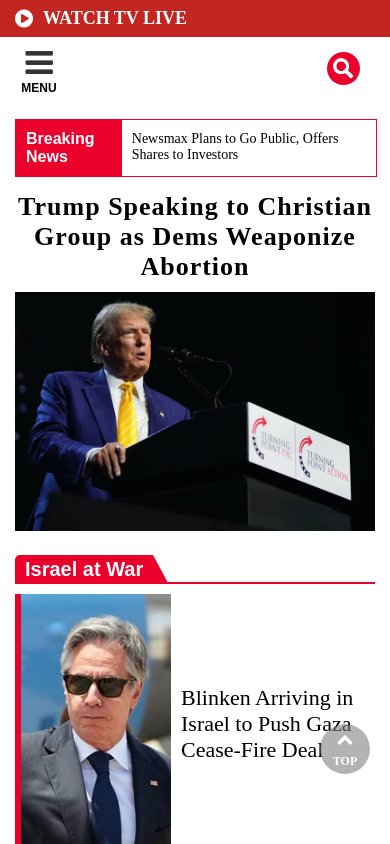 WATCH TV LIVE
MENU
Breaking
News
Newsmax Plans to Go Public, Offers
Shares to Investors
Trump Speaking to Christian
Group as Dems Weaponize
Abortion
TURNING
POINT PAC
TURNING
POINT ACTION
Israel at War
Blinken Arriving in
Israel to Push Gaza
Cease-Fire Deal
TOP